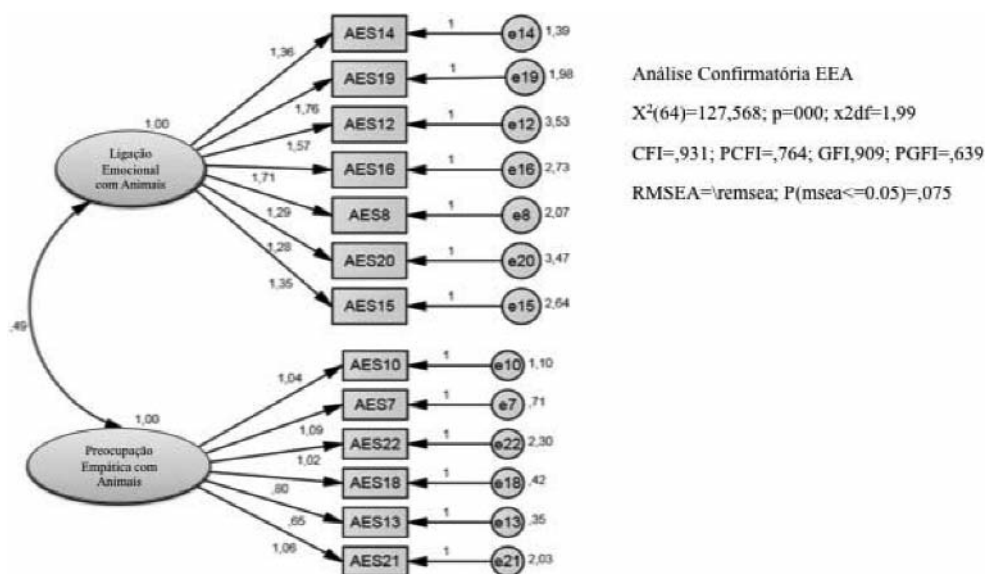 1,36
AES14
1
e14
1,39
AES19
1
e19
1,98
1,76
1,00
AES12
1
e12
3,53
1,57
Ligação
Emocional
com Animais
AES16
1
e16
2,73
1,71
AES8
1
e8
2,07
1,29
AES20
1
e20
3,47
1,28
AES15
1
e15
2,64
1,35
,49
AES10
1
e10
1,10
1,04
AES7
1
e7
,71
1,00
1,09
AES22
1
e22
2,30
1,02
Preocupação
Empática com
Animais
AES18
1
e18
,42
,80
AES13
1
e13
,35
,65
AES21
1
e21
2,03
1,06
Análise Confirmatória EEA
X²(64)=127,568; p=000; x2df=1,99
CFI=,931; PCFI=,764; GFI,909; PGFI=,639
RMSEA=\remsea; P(msea<=0.05)=,075